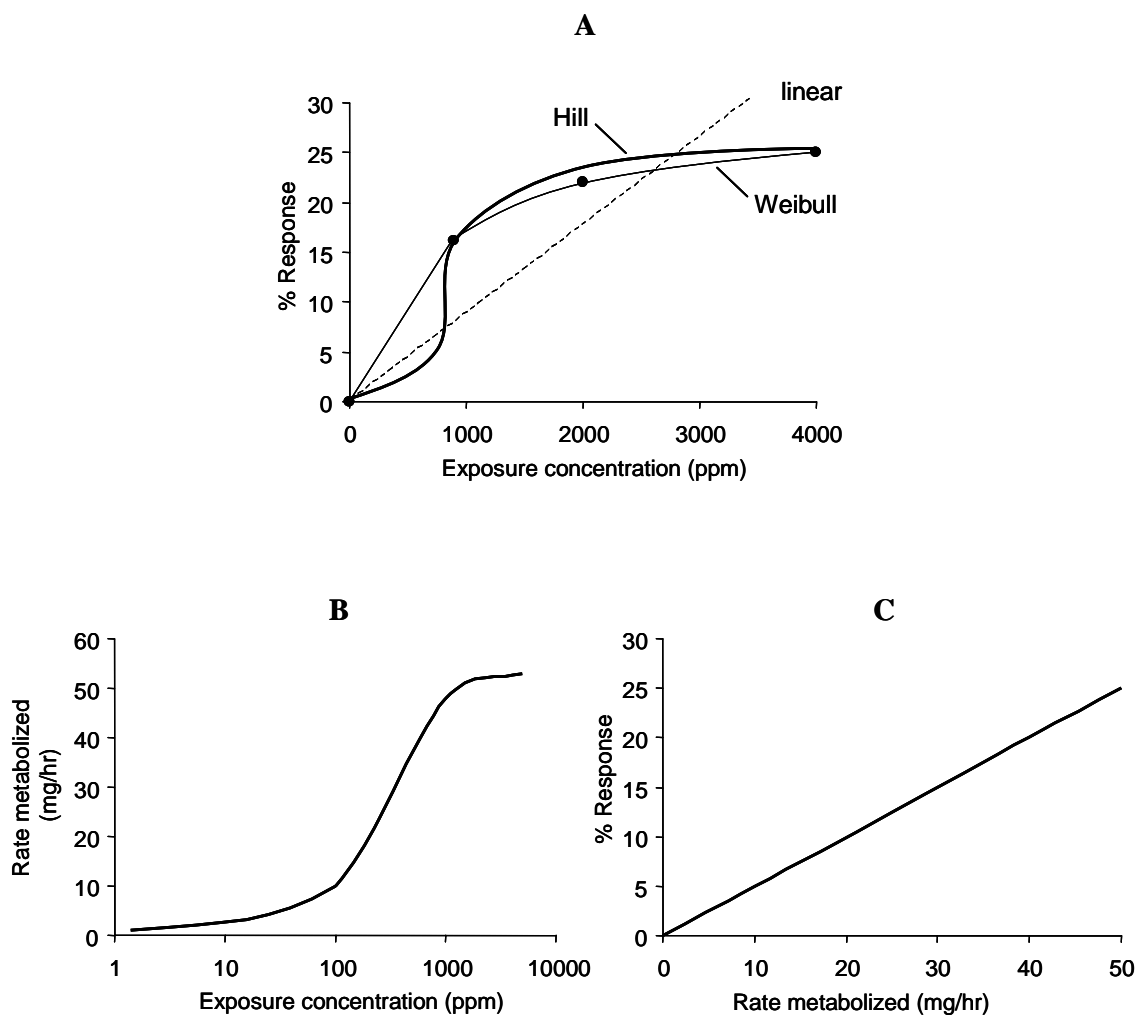 A
30
25
20
15
10
5
0
% Response
Hill
linear
Weibull
0 1000 2000 3000 4000
Exposure concentration (ppm)
B
60
50
40
30
20
10
0
Rate metabolized
(mg/hr)
1 10 100 1000 10000
Exposure concentration (ppm)
C
30
25
20
15
10
5
0
% Response
0 10 20 30 40 50
Rate metabolized (mg/hr)